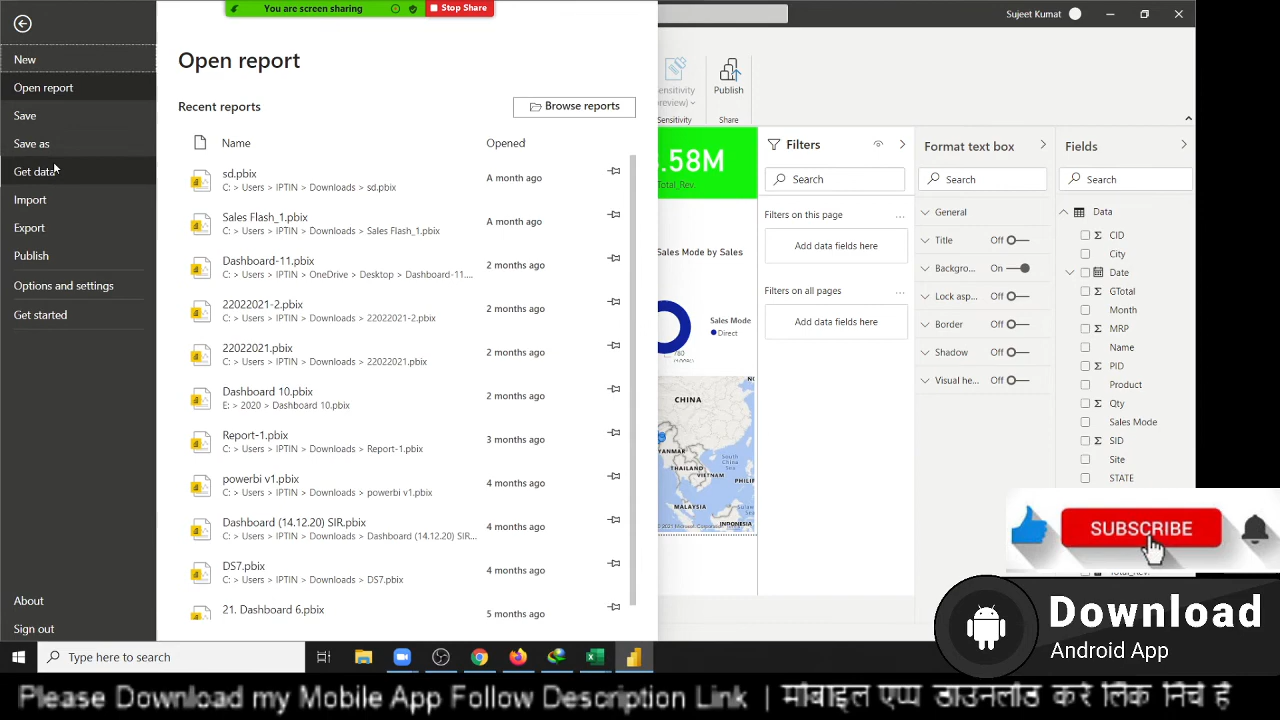 You are screen sharing
Stop Share
Sujeet Kumat
New
Open report
Save
Save as
Import
Export
Publish
Options and settings
Get started
About
Sign out
Open report
Recent reports
Browse reports
Name
Opened
sd.pbix
C: > Users > IPTIN > Downloads > sd.pbix
A month ago
Sales Flash_1.pbix
C: > Users > IPTIN > Downloads > Sales Flash_1.pbix
A month ago
Dashboard-11.pbix
C: > Users > IPTIN > OneDrive > Desktop > Dashboard-11....
2 months ago
22022021-2.pbix
C: > Users > IPTIN > Downloads > 22022021-2.pbix
2 months ago
22022021.pbix
C: > Users > IPTIN > Downloads > 22022021.pbix
2 months ago
Dashboard 10.pbix
E: > 2020 > Dashboard 10.pbix
2 months ago
Report-1.pbix
C: > Users > IPTIN > Downloads > Report-1.pbix
3 months ago
powerbi v1.pbix
C: > Users > IPTIN > Downloads > powerbi v1.pbix
4 months ago
Dashboard (14.12.20) SIR.pbix
C: > Users > IPTIN > Downloads > Dashboard (14.12.20) SIR....
4 months ago
DS7.pbix
C: > Users > IPTIN > Downloads > DS7.pbix
4 months ago
21. Dashboard 6.pbix
5 months ago
Publish
Sensitivity
Share
.58M
Total_Rev.
Sales Mode by Sales
Sales Mode
Direct
CHINA
THAILAND
VIETNAM
South
China
Sea
PHILIP
MALAYSIA
INDONESIA
Filters
Search
Filters on this page
...
Add data fields here
Filters on all pages
...
Add data fields here
Format text box
Search
General
Title Off
Backgro... On
Lock asp... Off
Border Off
Shadow Off
Visual he... Off
Fields
Search
Data
CID
City
Date
GTotal
Month
MRP
Name
PID
Product
Qty
Sales Mode
SID
Site
STATE
SUBSCRIBE
Download
Android App
Type here to search
Please Download my Mobile App Follow Description Link | मोबाइल एप्प डाउनलोड करे लिंक निचे है